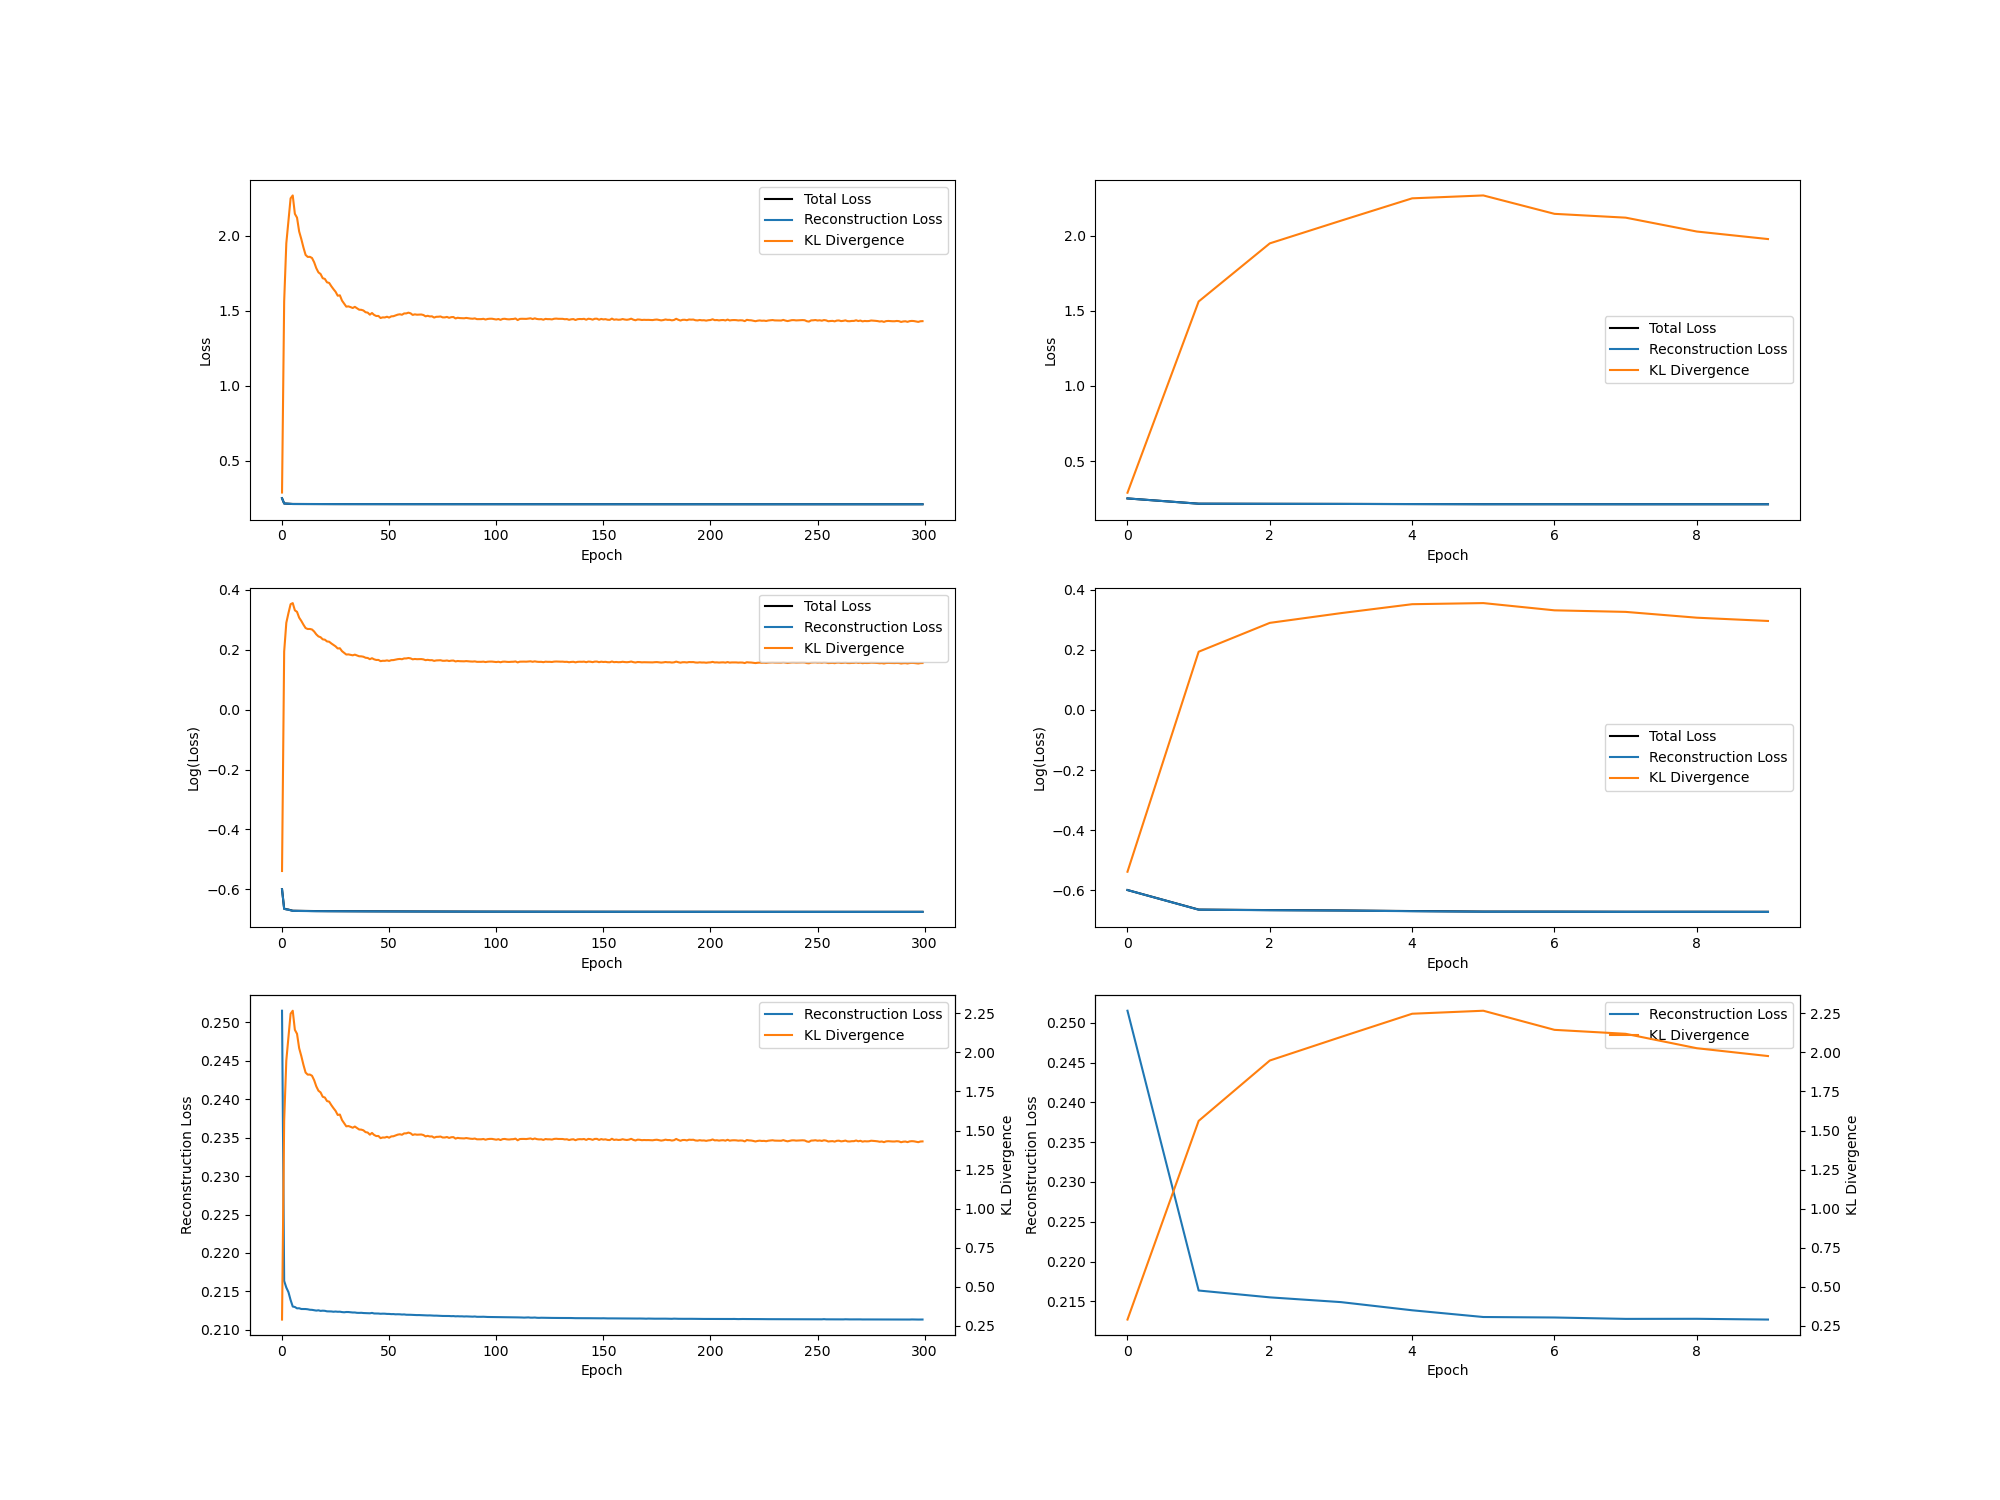 Total Loss
Reconstruction Loss
KL Divergence
2.0
1.5
1.0
0.5
Loss
0 50 100 150 200 250 300
Epoch
Total Loss
Reconstruction Loss
KL Divergence
2.0
1.5
1.0
0.5
Loss
0 2 4 6 8
Epoch
Total Loss
Reconstruction Loss
KL Divergence
0.4
0.2
0.0
−0.2
−0.4
−0.6
Log(Loss)
0 50 100 150 200 250 300
Epoch
Total Loss
Reconstruction Loss
KL Divergence
0.4
0.2
0.0
−0.2
−0.4
−0.6
Log(Loss)
0 2 4 6 8
Epoch
Reconstruction Loss
KL Divergence
0.250
0.245
0.240
0.235
0.230
0.225
0.220
0.215
0.210
Reconstruction Loss
2.25
2.00
1.75
1.50
1.25
1.00
0.75
0.50
0.25
KL Divergence
0 50 100 150 200 250 300
Epoch
Reconstruction Loss
KL Divergence
0.250
0.245
0.240
0.235
0.230
0.225
0.220
0.215
Reconstruction Loss
2.25
2.00
1.75
1.50
1.25
1.00
0.75
0.50
0.25
KL Divergence
0 2 4 6 8
Epoch